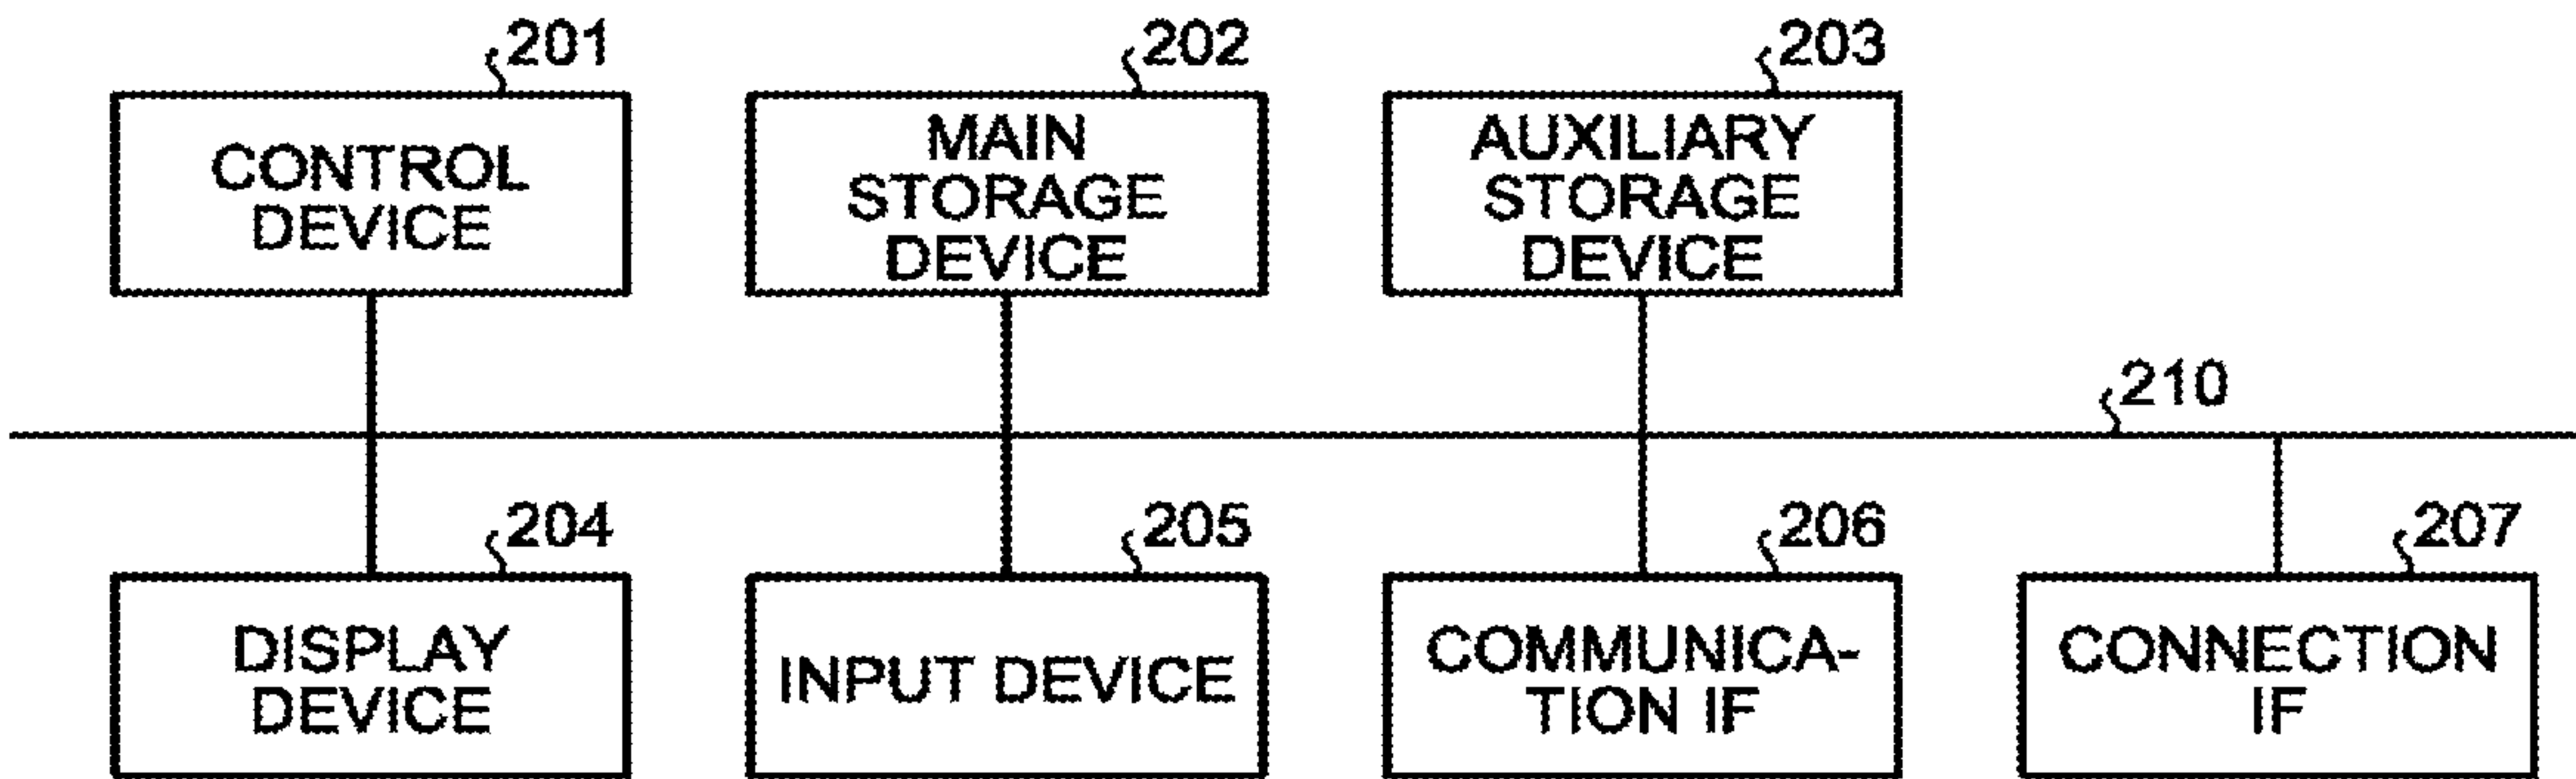 201
CONTROL
DEVICE
202
MAIN
STORAGE
DEVICE
203
AUXILIARY
STORAGE
DEVICE
210
204
DISPLAY
DEVICE
205
INPUT DEVICE
206
COMMUNICA-
TION IF
207
CONNECTION
IF